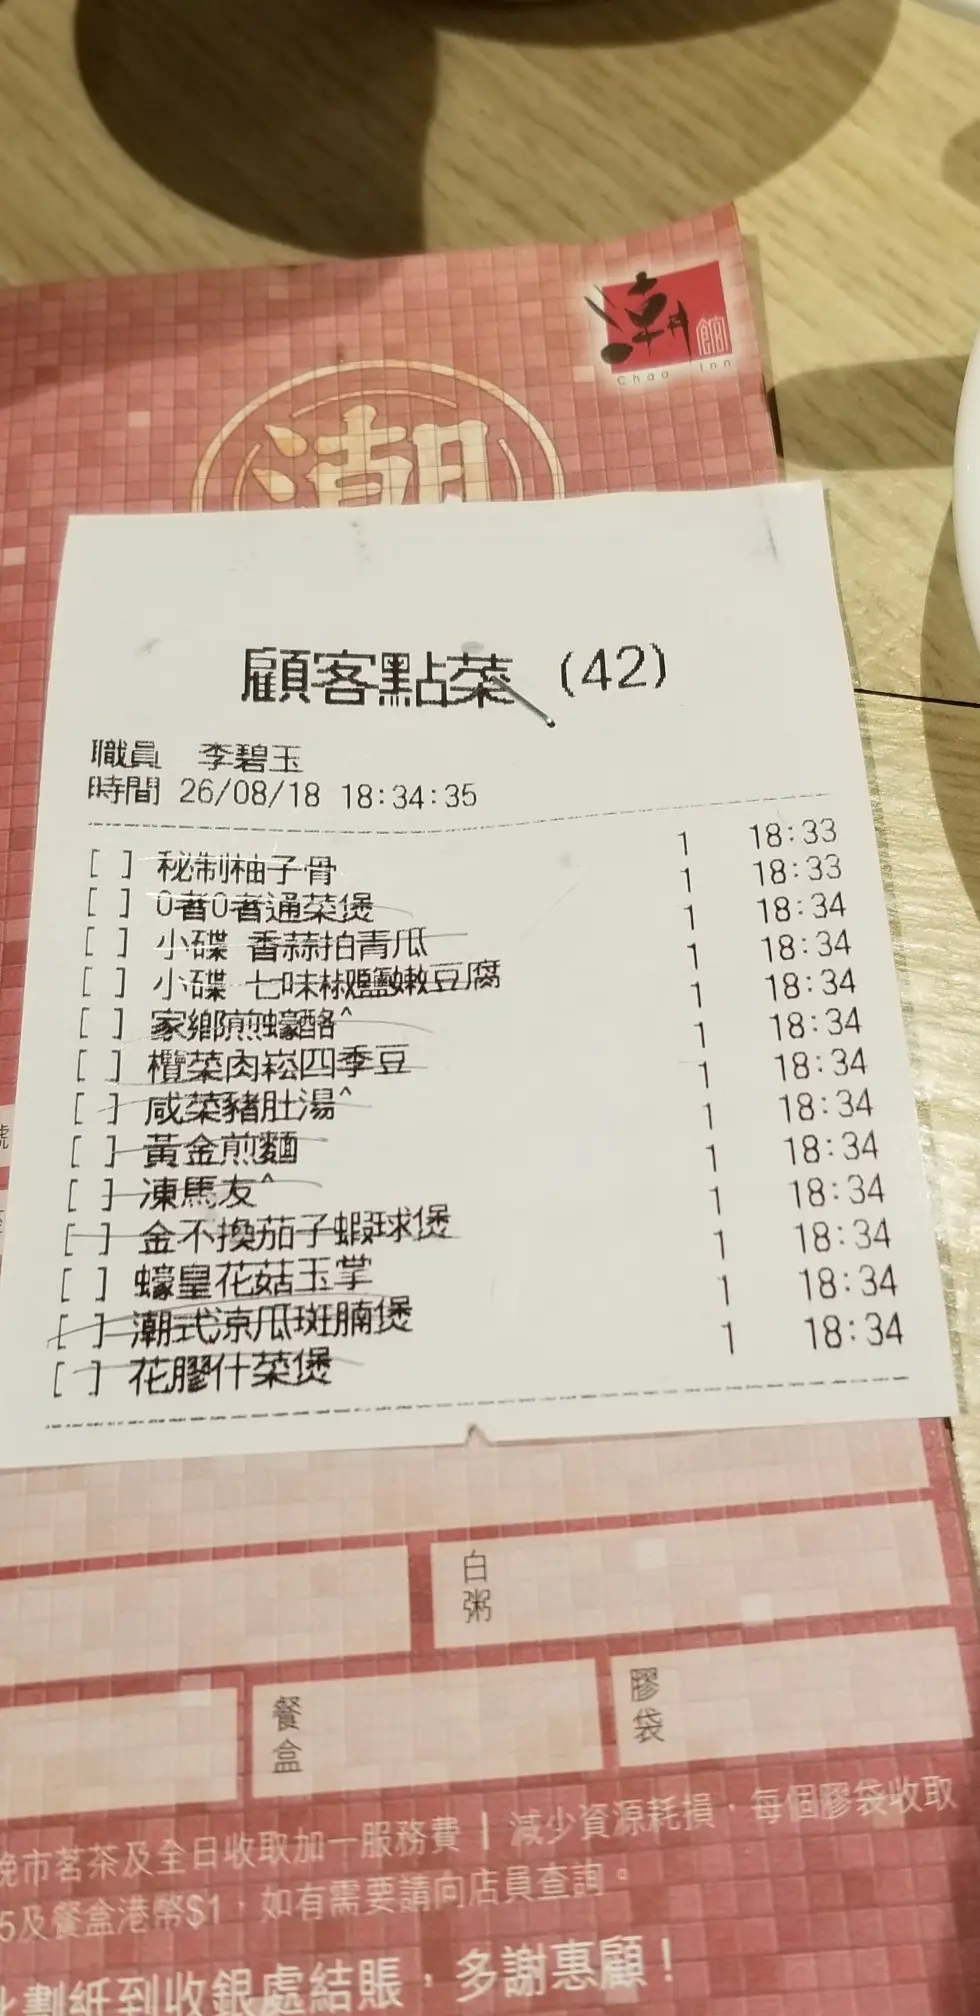 潮館
Chao Inn
潮
顧客點菜 (42)
職員 李碧玉
時間 26/08/18 18:34:35
[ ] 秘制柚子骨 1 18:33
[ ] 0者0者通菜煲 1 18:33
[ ] 小碟 香蒜拍青瓜 1 18:34
[ ] 小碟 七味椒鹽嫩豆腐 1 18:34
[ ] 家鄉煎蠔酪^ 1 18:34
[ ] 欖菜肉崧四季豆 1 18:34
[ ] 咸菜豬肚湯^ 1 18:34
[ ] 黃金煎麵 1 18:34
[ ] 凍馬友^ 1 18:34
[ ] 金不換茄子蝦球煲 1 18:34
[ ] 蠔皇花菇玉掌 1 18:34
[ ] 潮式涼瓜斑腩煲 1 18:34
[ ] 花膠什菜煲 1 18:34
白粥
餐盒
膠袋
晚市茗茶及全日收取加一服務費 | 減少資源耗損，每個膠袋收取
5及餐盒港幣$1，如有需要請向店員查詢。
劃紙到收銀處結賬，多謝惠顧！